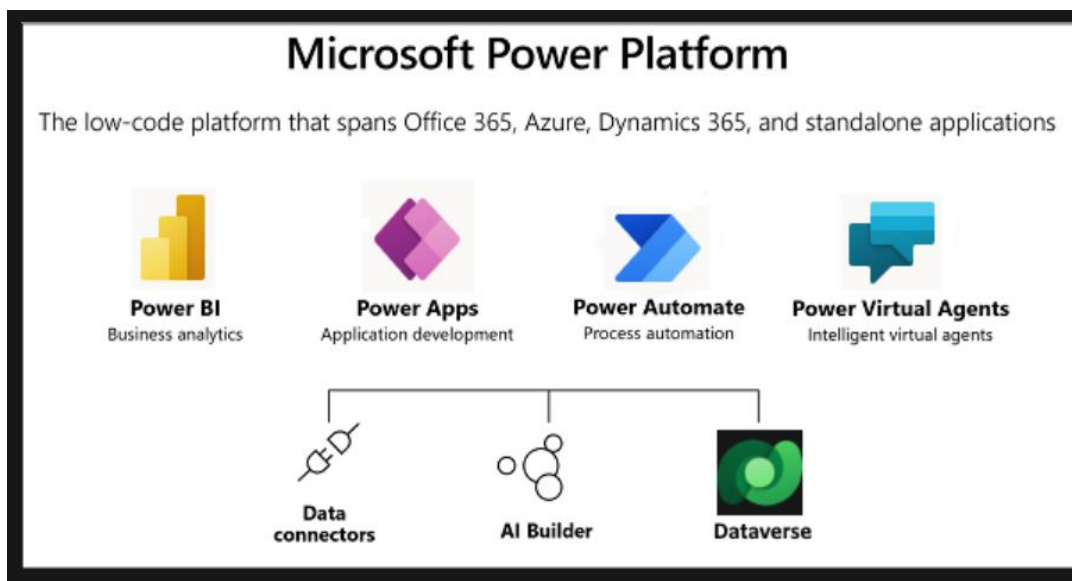 Microsoft Power Platform
The low-code platform that spans Office 365, Azure, Dynamics 365, and standalone applications
Power BI
Business analytics
Power Apps
Application development
Power Automate
Process automation
Power Virtual Agents
Intelligent virtual agents
Data
connectors
AI Builder
Dataverse